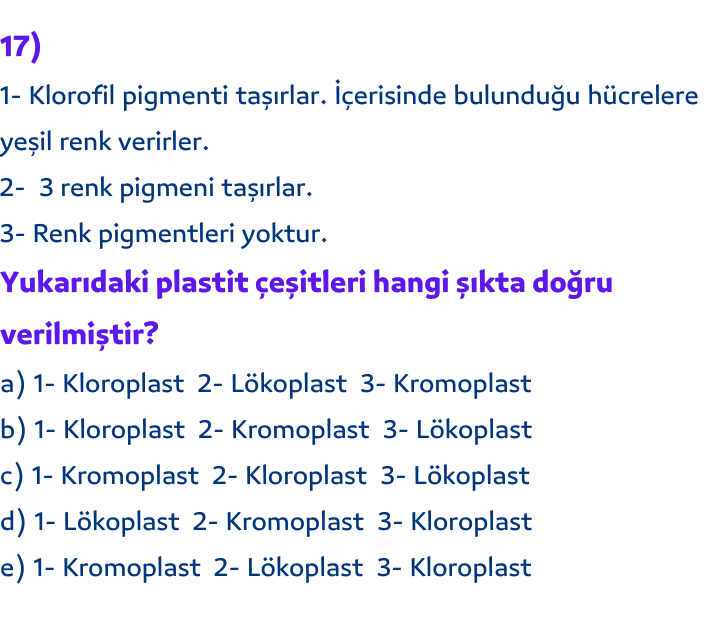 17)
1- Klorofil pigmenti taşırlar. İçerisinde bulunduğu hücrelere
yeşil renk verirler.
2-  3 renk pigmeni taşırlar.
3- Renk pigmentleri yoktur.
Yukarıdaki plastit çeşitleri hangi şıkta doğru
verilmiştir?
a) 1- Kloroplast  2- Lökoplast  3- Kromoplast
b) 1- Kloroplast  2- Kromoplast  3- Lökoplast
c) 1- Kromoplast  2- Kloroplast  3- Lökoplast
d) 1- Lökoplast  2- Kromoplast  3- Kloroplast
e) 1- Kromoplast  2- Lökoplast  3- Kloroplast